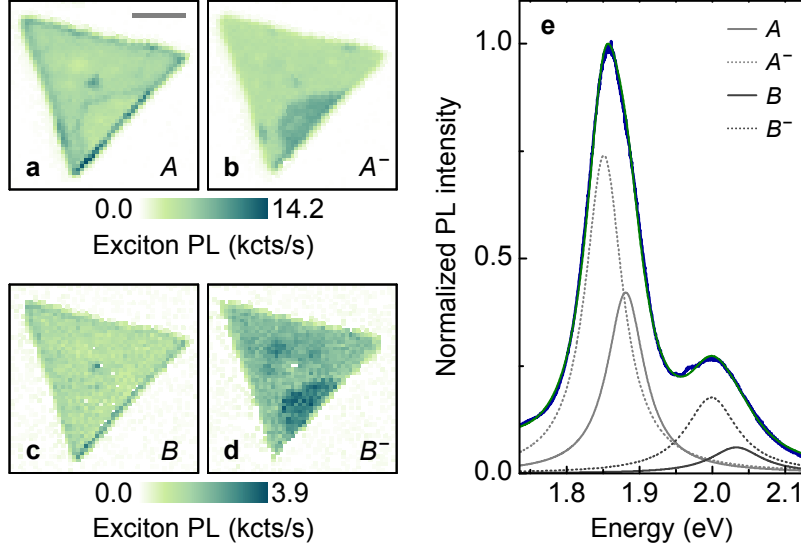 a
A
b
A⁻
0.0 14.2
Exciton PL (kcts/s)
c
B
d
B⁻
0.0 3.9
Exciton PL (kcts/s)
e
A
A⁻
B
B⁻
1.0
0.5
0.0
Normalized PL intensity
1.8 1.9 2.0 2.1
Energy (eV)